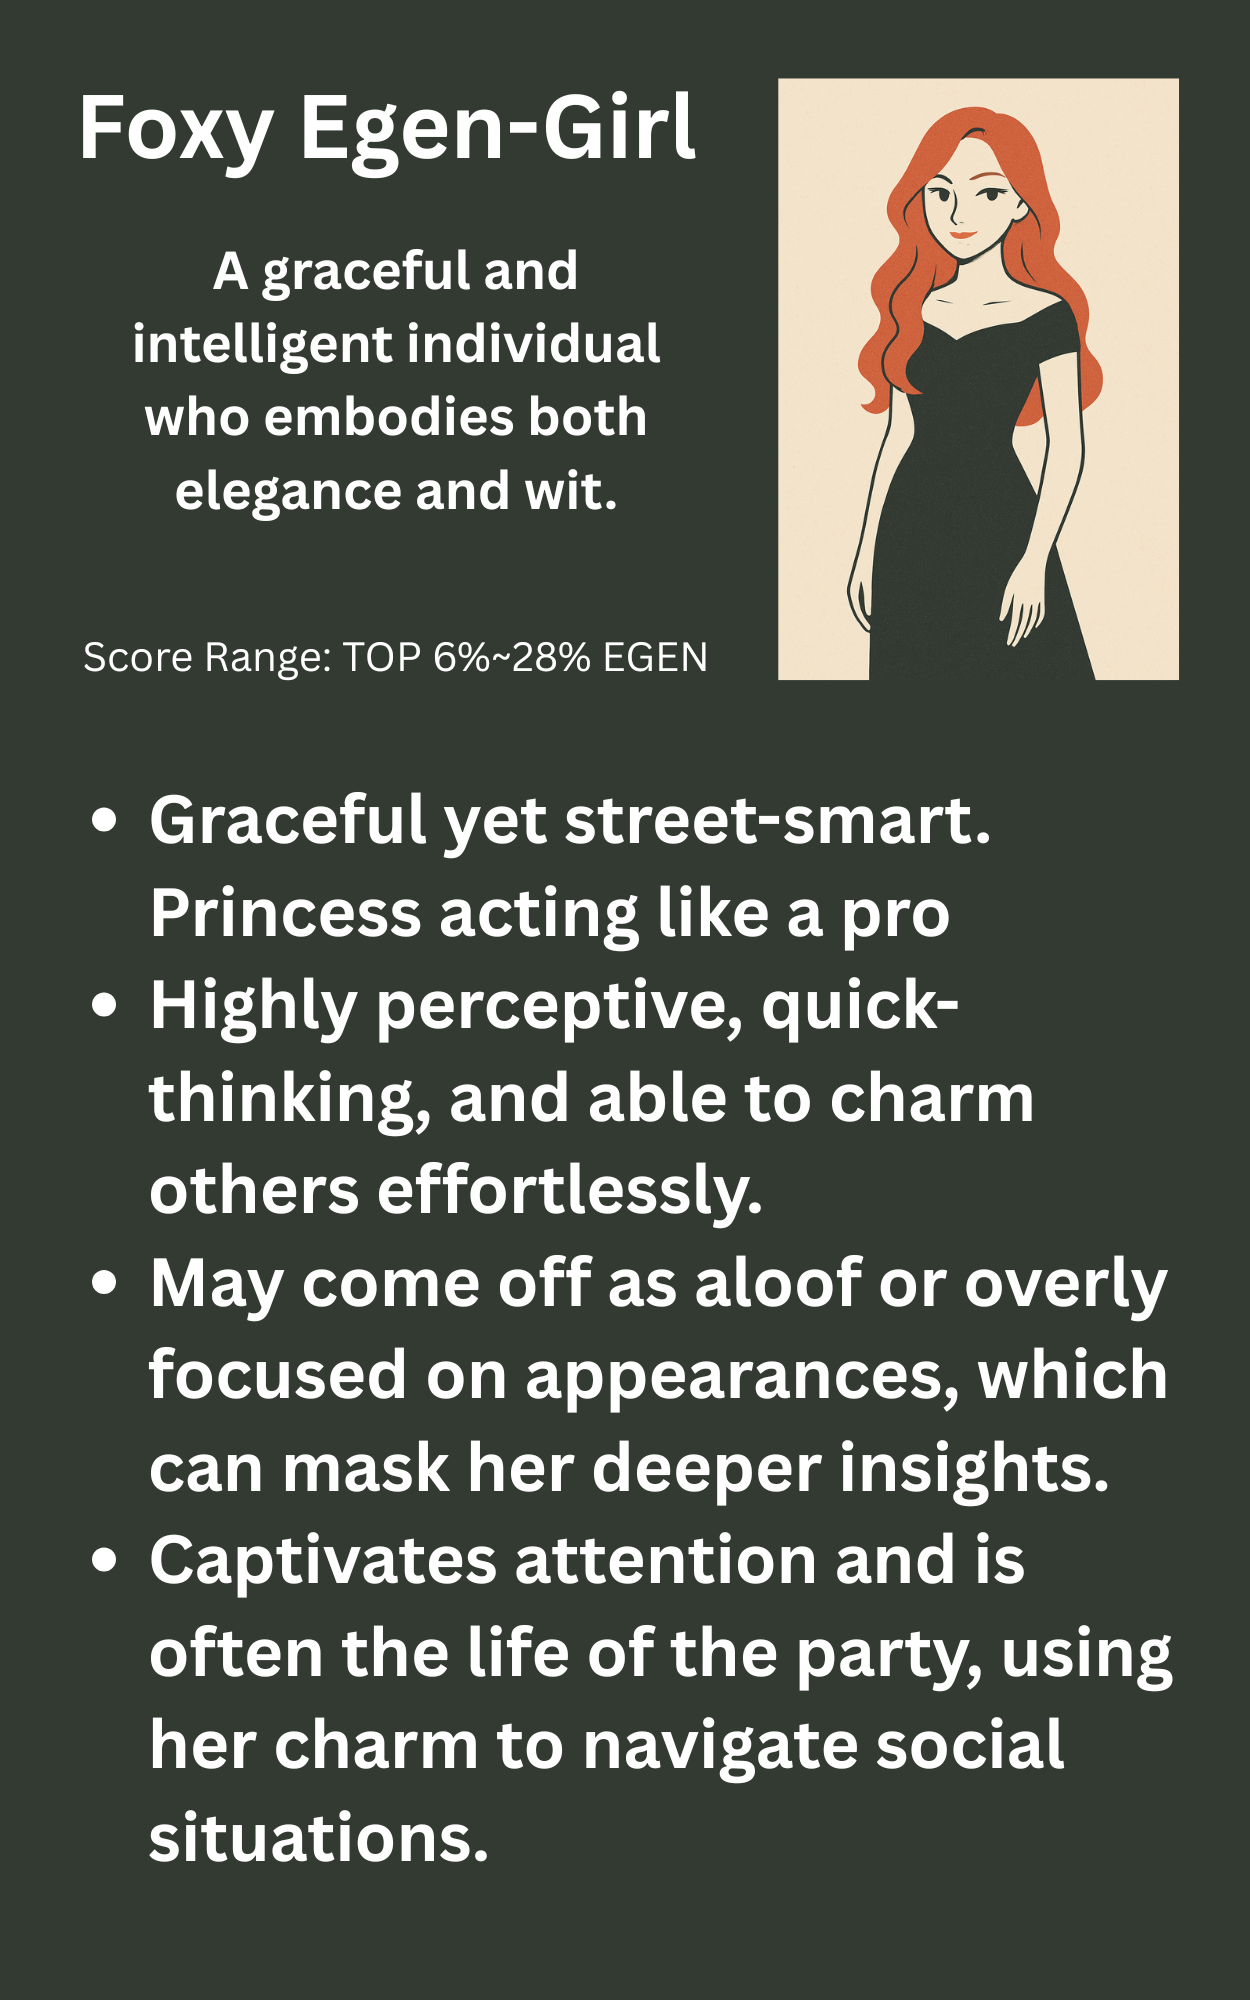 Foxy Egen-Girl
A graceful and
intelligent individual
who embodies both
elegance and wit.
Score Range: TOP 6%~28% EGEN
• Graceful yet street-smart.
Princess acting like a pro
• Highly perceptive, quick-
thinking, and able to charm
others effortlessly.
• May come off as aloof or overly
focused on appearances, which
can mask her deeper insights.
• Captivates attention and is
often the life of the party, using
her charm to navigate social
situations.